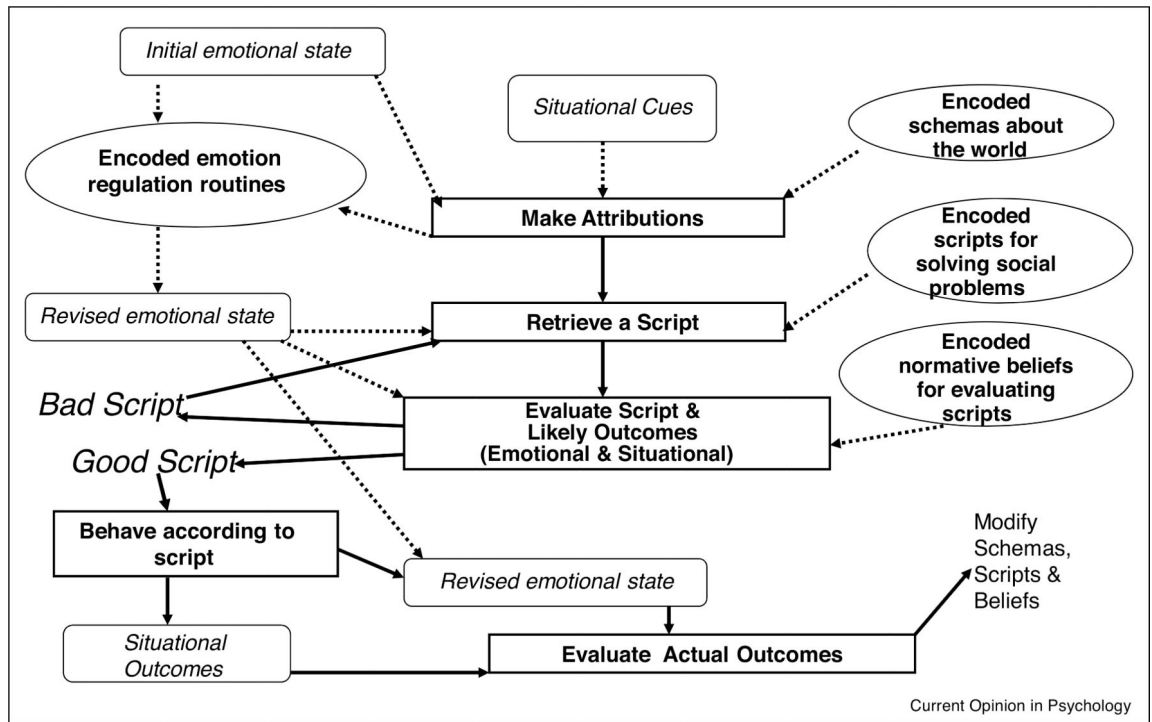 Initial emotional state
Situational Cues
Encoded
schemas about
the world
Encoded emotion
regulation routines
Make Attributions
Encoded
scripts for
solving social
problems
Revised emotional state
Retrieve a Script
Encoded
normative beliefs
for evaluating
scripts
Bad Script
Evaluate Script &
Likely Outcomes
(Emotional & Situational)
Good Script
Behave according to
script
Modify
Schemas,
Scripts &
Beliefs
Revised emotional state
Situational
Outcomes
Evaluate Actual Outcomes
Current Opinion in Psychology